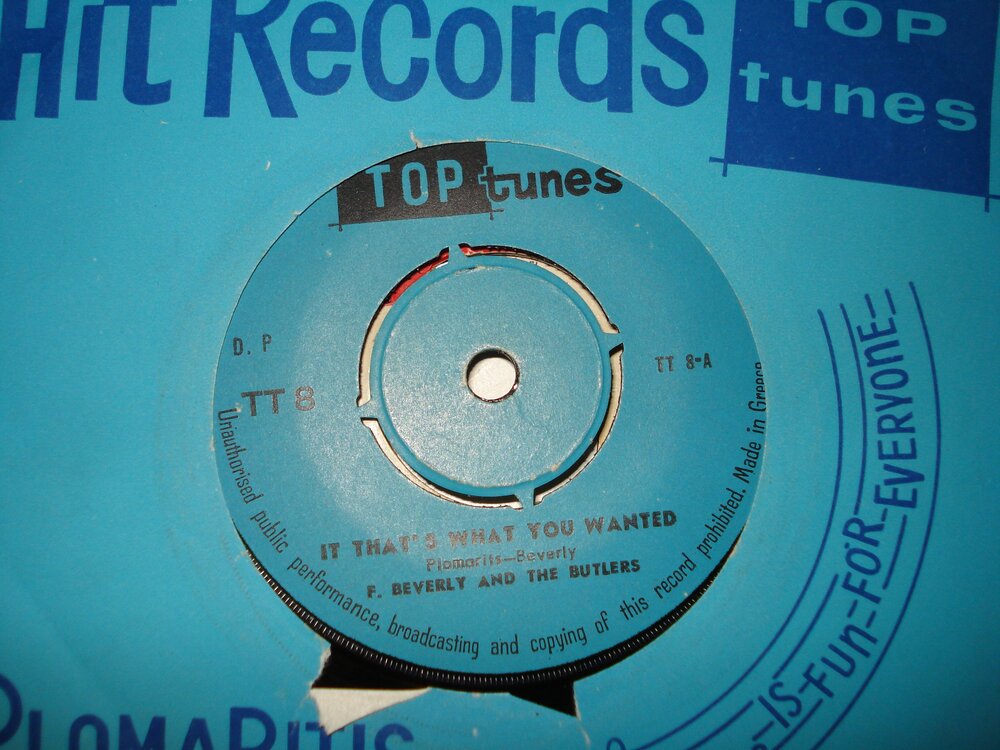 Hit Records
TOP
tunes
TOP tunes
D. P
TT 8
TT 8-A
IT THAT'S WHAT YOU WANTED
Plomarits—Beverly
F. BEVERLY AND THE BUTLERS
Unauthorised public performance, broadcasting and copying of this record prohibited. Made in Greece
IS-FUN-FOR-EVERYONE-
PLOMARITIS